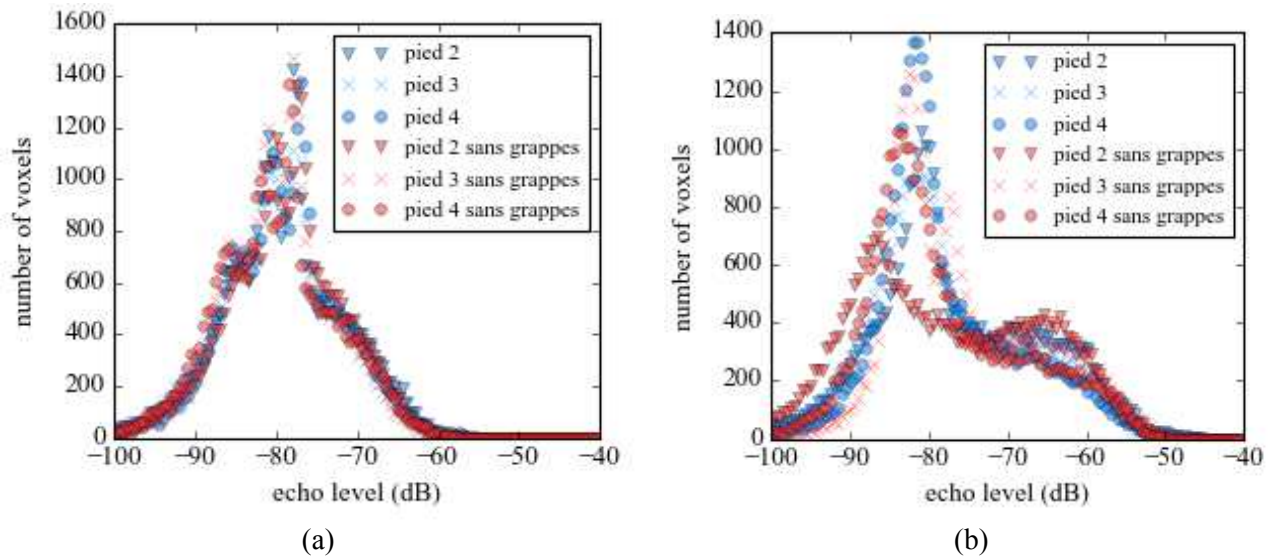 1600
1400
1200
1000
800
600
400
200
0
number of voxels
−100 −90 −80 −70 −60 −50 −40
echo level (dB)
pied 2
pied 3
pied 4
pied 2 sans grappes
pied 3 sans grappes
pied 4 sans grappes
(a)
1400
1200
1000
800
600
400
200
0
number of voxels
−100 −90 −80 −70 −60 −50 −40
echo level (dB)
pied 2
pied 3
pied 4
pied 2 sans grappes
pied 3 sans grappes
pied 4 sans grappes
(b)